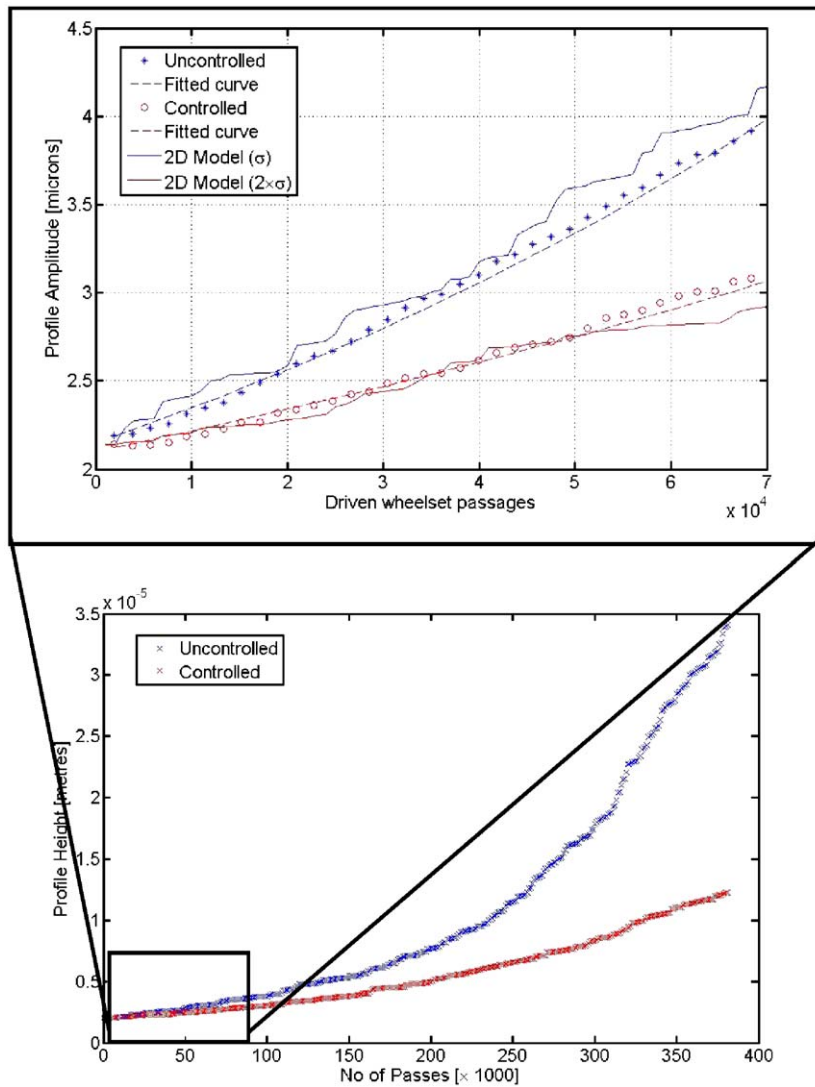 4.5
4
3.5
3
2.5
2
Profile Amplitude [microns]
Uncontrolled
Fitted curve
Controlled
Fitted curve
2D Model (σ)
2D Model (2×σ)
0 1 2 3 4 5 6 7
Driven wheelset passages
x 10⁴
x 10⁻⁵
3.5
3
2.5
2
1.5
1
0.5
0
Profile Height [metres]
Uncontrolled
Controlled
0 50 100 150 200 250 300 350 400
No of Passes [× 1000]